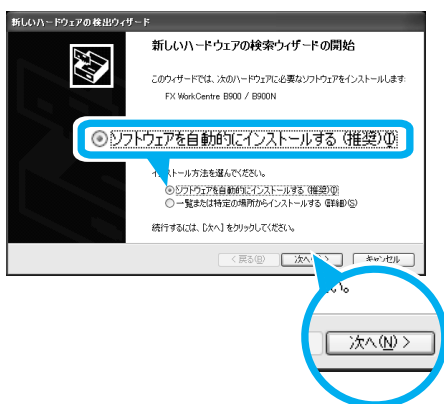 新しいハードウェアの検出ウィザード
新しいハードウェアの検索ウィザードの開始
このウィザードでは、次のハードウェアに必要なソフトウェアをインストールします:
FX WorkCentre B900 / B900N
ソフトウェアを自動的にインストールする (推奨)(I)
インストール方法を選んでください。
ソフトウェアを自動的にインストールする (推奨)(I)
一覧または特定の場所からインストールする (詳細)(S)
続行するには、[次へ] をクリックしてください。
< 戻る(B)
次へ
キャンセル
い。
次へ(N) >